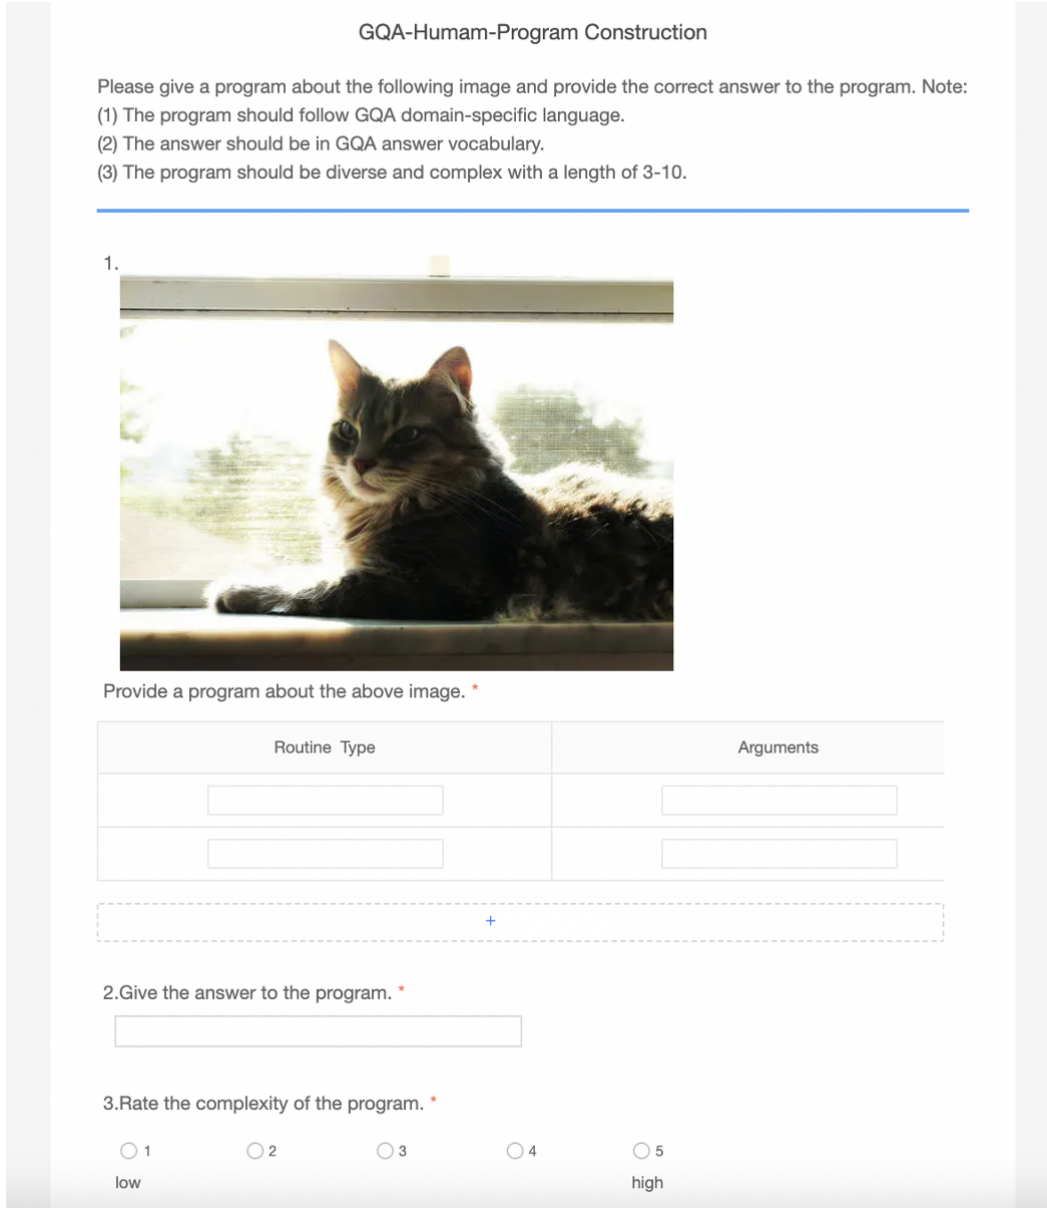 GQA-Humam-Program Construction
Please give a program about the following image and provide the correct answer to the program. Note:
(1) The program should follow GQA domain-specific language.
(2) The answer should be in GQA answer vocabulary.
(3) The program should be diverse and complex with a length of 3-10.
1.
Provide a program about the above image. *
Routine Type Arguments
+
2.Give the answer to the program. *
3.Rate the complexity of the program. *
1 2 3 4 5
low high